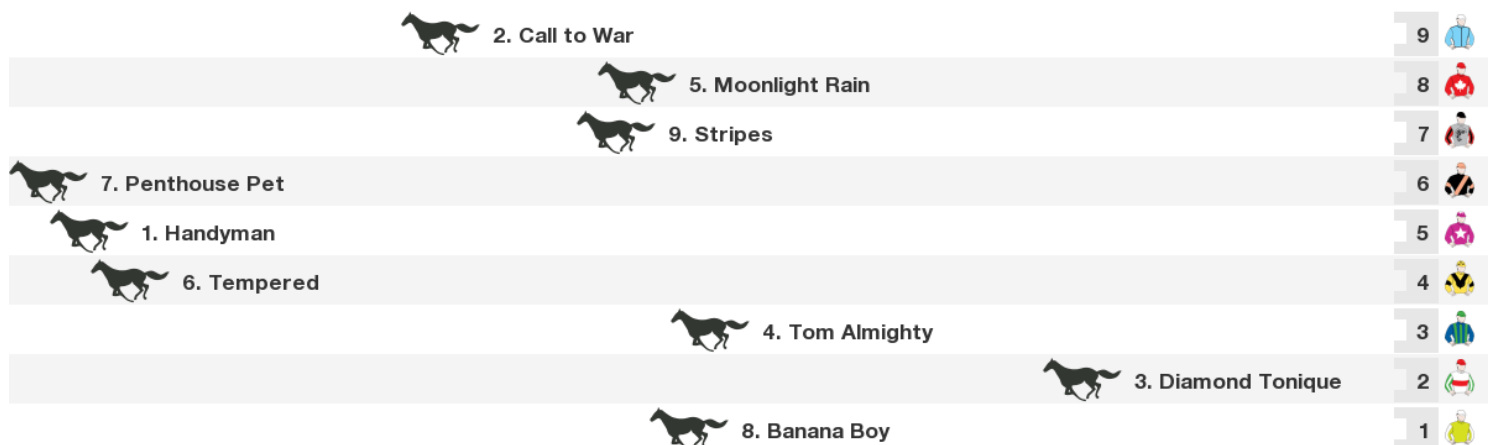 2. Call to War 9
5. Moonlight Rain 8
9. Stripes 7
7. Penthouse Pet 6
1. Handyman 5
6. Tempered 4
4. Tom Almighty 3
3. Diamond Tonique 2
8. Banana Boy 1